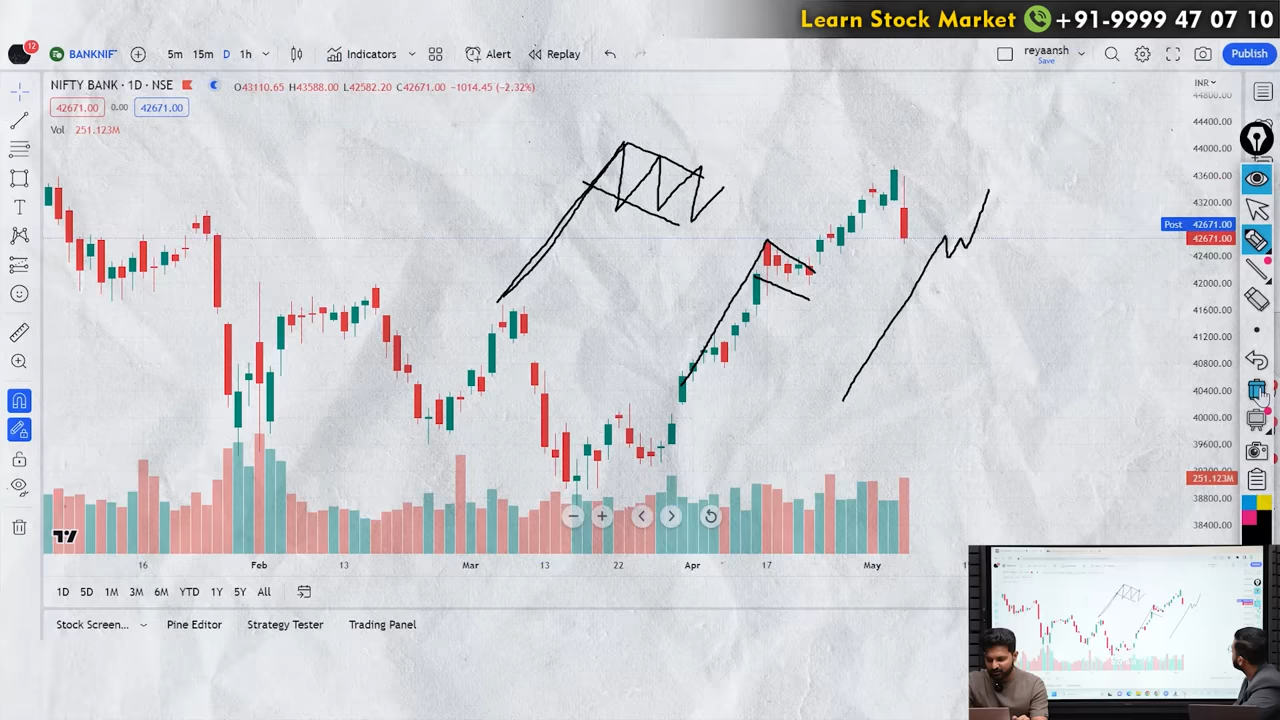 Learn Stock Market +91-9999 47 07 10
12
BANKNIF 5m 15m D 1h Indicators Alert Replay reyaansh Save Publish
NIFTY BANK · 1D · NSE O43110.65 H43588.00 L42582.20 C42671.00 -1014.45 (-2.32%)
INR
42671.00 0.00 42671.00
Vol 251.123M
44800.00
44400.00
44000.00
43600.00
43200.00
Post 42671.00
42671.00
42400.00
42000.00
41600.00
41200.00
40800.00
40400.00
40000.00
39600.00
39200.00
251.123M
38800.00
38400.00
16 Feb 13 Mar 13 22 Apr 17 May
1D 5D 1M 3M 6M YTD 1Y 5Y All
Stock Screen... Pine Editor Strategy Tester Trading Panel